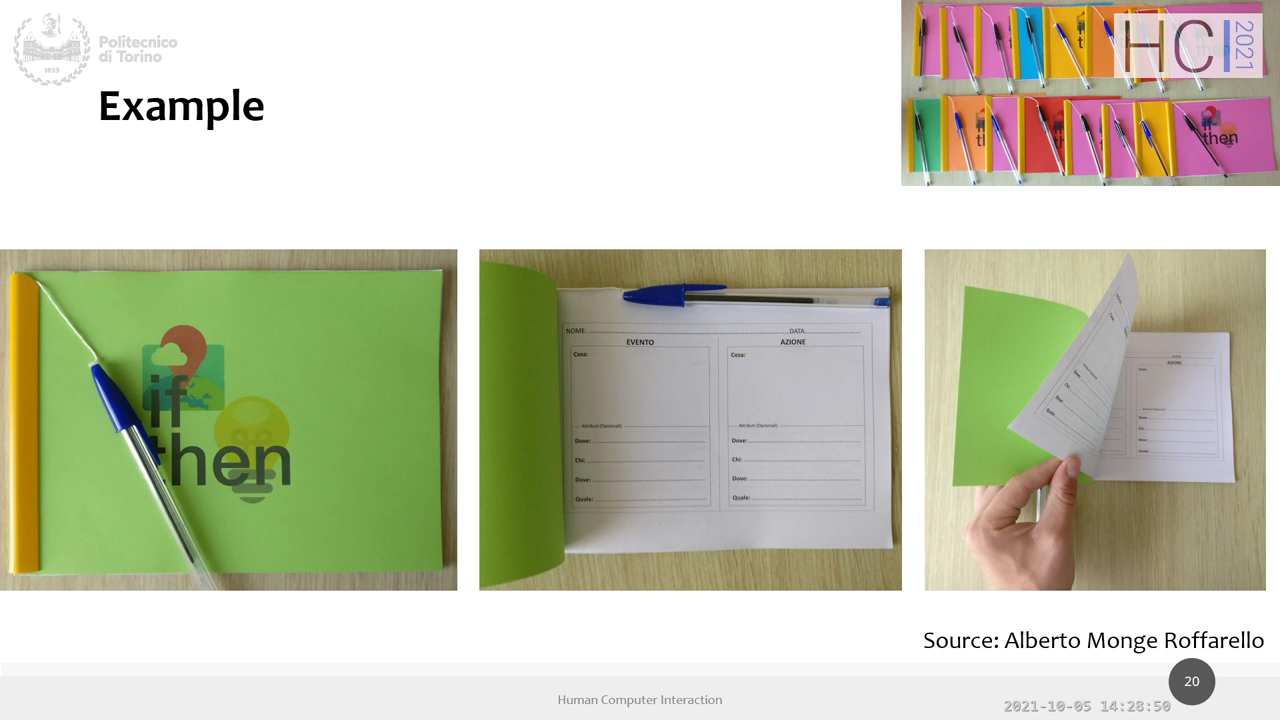 Politecnico
di Torino
1859
HCI
2021
Example
if
then
if
then
NOME: DATA
EVENTO AZIONE
Cosa: Cosa:
Attributi (Opzionali) Attributi (Opzionali)
Dove: Dove:
Chi: Chi:
Dove: Dove:
Quale: Quale:
AZIONE
Source: Alberto Monge Roffarello
20
Human Computer Interaction
2021-10-05 14:28:50